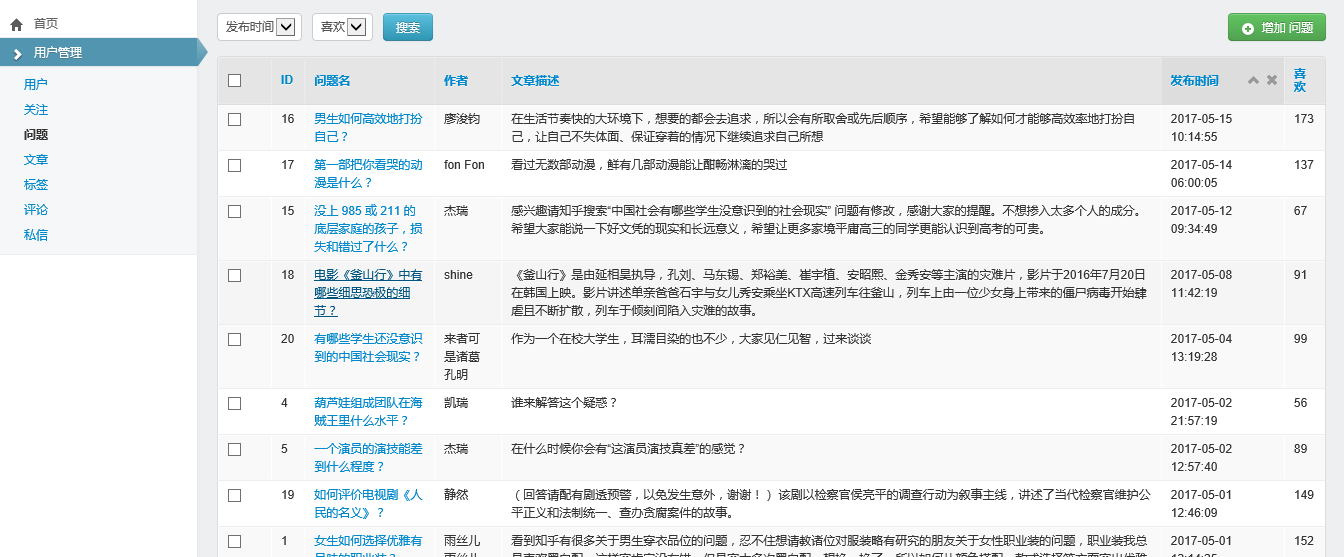 首页
用户管理
用户
关注
问题
文章
标签
评论
私信
发布时间 喜欢 搜索 增加 问题
ID 问题名 作者 文章描述 发布时间 喜欢
16 男生如何高效地打扮自己？ 廖浚钧 在生活节奏快的大环境下，想要的都会去追求，所以会有所取舍或先后顺序，希望能够了解如何才能够高效率地打扮自己，让自己不失体面、保证穿着的情况下继续追求自己所想 2017-05-15 10:14:55 173
17 第一部把你看哭的动漫是什么？ fon Fon 看过无数部动漫，鲜有几部动漫能让酣畅淋漓的哭过 2017-05-14 06:00:05 137
15 没上 985 或 211 的底层家庭的孩子，损失和错过了什么？ 杰瑞 感兴趣请知乎搜索“中国社会有哪些学生没意识到的社会现实” 问题有修改，感谢大家的提醒。不想掺入太多个人的成分。希望大家能说一下好文凭的现实和长远意义，希望让更多家境平庸高三的同学更能认识到高考的可贵。 2017-05-12 09:34:49 67
18 电影《釜山行》中有哪些细思恐极的细节？ shine 《釜山行》是由延相昊执导，孔刘、马东锡、郑裕美、崔宇植、安昭熙、金秀安等主演的灾难片，影片于2016年7月20日在韩国上映。影片讲述单亲爸爸石宇与女儿秀安乘坐KTX高速列车往釜山，列车上由一位少女身上带来的僵尸病毒开始肆虐且不断扩散，列车于倾刻间陷入灾难的故事。 2017-05-08 11:42:19 91
20 有哪些学生还没意识到的中国社会现实？ 来者可是诸葛孔明 作为一个在校大学生，耳濡目染的也不少，大家见仁见智，过来谈谈 2017-05-04 13:19:28 99
4 葫芦娃组成团队在海贼王里什么水平？ 凯瑞 谁来解答这个疑惑？ 2017-05-02 21:57:19 56
5 一个演员的演技能差到什么程度？ 杰瑞 在什么时候你会有“这演员演技真差”的感觉？ 2017-05-02 12:57:40 89
19 如何评价电视剧《人民的名义》？ 静然 （回答请配有剧透预警，以免发生意外，谢谢！） 该剧以检察官侯亮平的调查行动为叙事主线，讲述了当代检察官维护公平正义和法制统一、查办贪腐案件的故事。 2017-05-01 12:46:09 149
1 女生如何选择优雅有 雨丝儿 看到知乎有很多关于男生穿衣品位的问题，忍不住想请教诸位对服装略有研究的朋友关于女性职业装的问题，职业装我总 2017-05-01 152